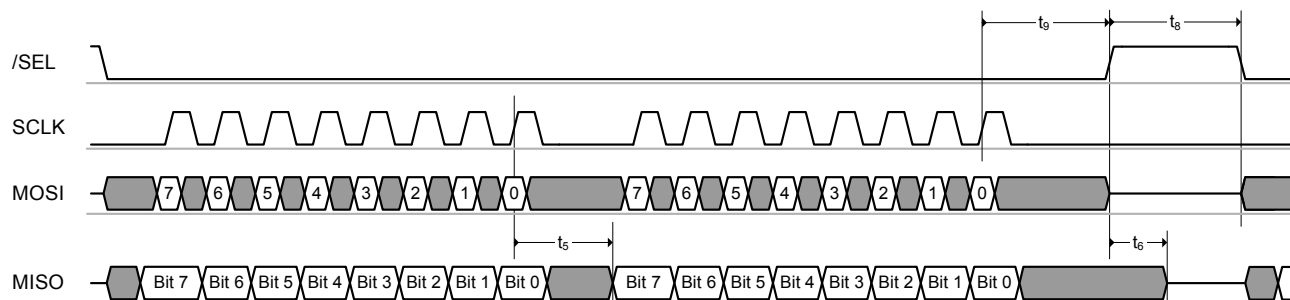 t₉ t₈
/SEL
SCLK
MOSI 7 6 5 4 3 2 1 0 7 6 5 4 3 2 1 0
t₅ t₆
MISO Bit 7 Bit 6 Bit 5 Bit 4 Bit 3 Bit 2 Bit 1 Bit 0 Bit 7 Bit 6 Bit 5 Bit 4 Bit 3 Bit 2 Bit 1 Bit 0